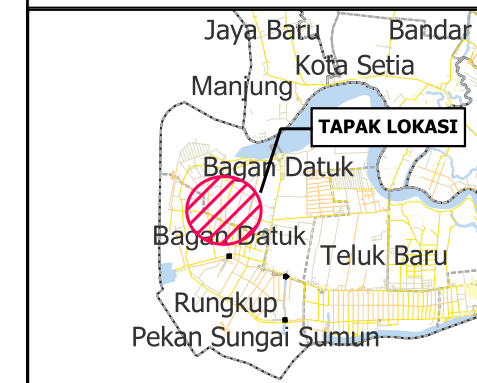 Jaya Baru
Bandar
Kota Setia
Manjung
TAPAK LOKASI
Bagan Datuk
Bagan Datuk
Teluk Baru
Rungkup
Pekan Sungai Sumun